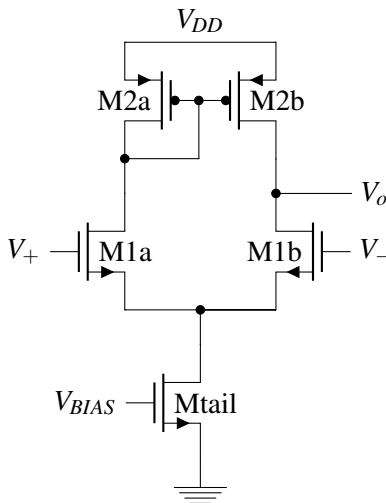 V_DD
M2a M2b
V_o
V_+ M1a M1b V_−
V_BIAS Mtail